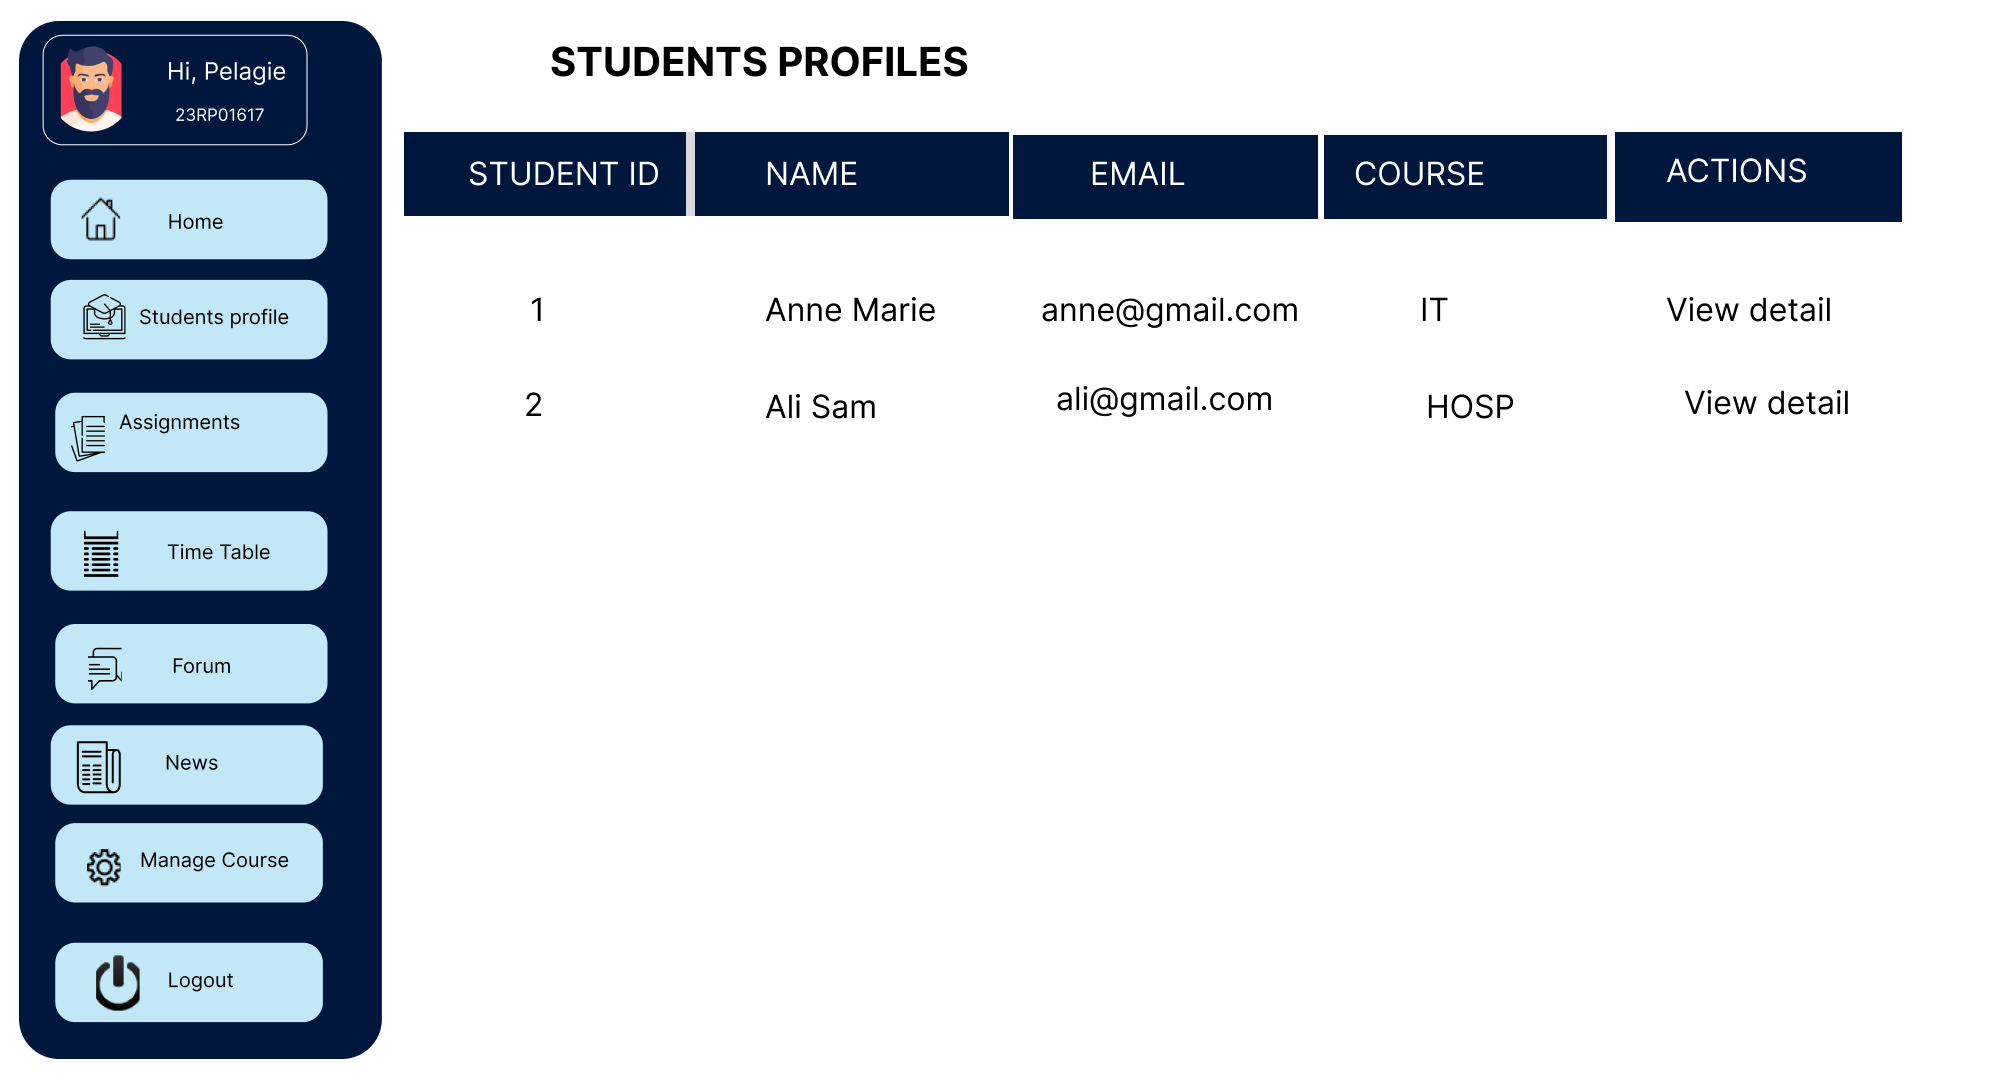 Hi, Pelagie
23RP01617
Home
Students profile
Assignments
Time Table
Forum
News
Manage Course
Logout
STUDENTS PROFILES
STUDENT ID NAME EMAIL COURSE ACTIONS
1 Anne Marie anne@gmail.com IT View detail
2 Ali Sam ali@gmail.com HOSP View detail